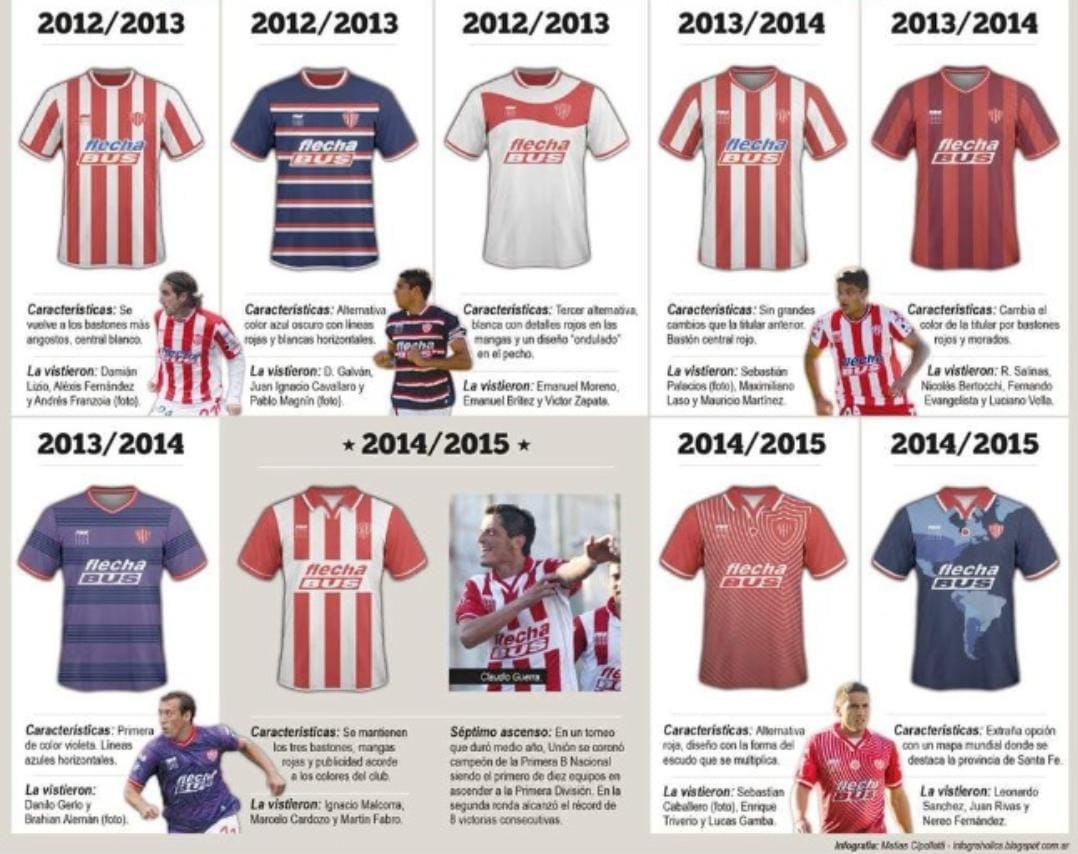 2012/2013
flecha
BUS
Características: Se
vuelve a los bastones más
angostos, central blanco.
La vistieron: Damián
Lizio, Aléxis Fernández
y Andrés Franzoia (foto).
2012/2013
flecha
BUS
Características: Alternativa
color azul oscuro con líneas
rojas y blancas horizontales.
La vistieron: D. Galván,
Juan Ignacio Cavallaro y
Pablo Magnín (foto).
2012/2013
flecha
BUS
Características: Tercer alternativa,
blanca con detalles rojos en las
mangas y un diseño "ondulado"
en el pecho.
La vistieron: Emanuel Moreno,
Emanuel Brítez y Víctor Zapata.
2013/2014
flecha
BUS
Características: Sin grandes
cambios que la titular anterior.
Bastón central rojo.
La vistieron: Sebastián
Palacios (foto), Maximiliano
Laso y Mauricio Martínez.
2013/2014
flecha
BUS
Características: Cambia el
color de la titular por bastones
rojos y morados.
La vistieron: R. Salinas,
Nicolás Bertocchi, Fernando
Evangelista y Luciano Vella.
2013/2014
flecha
BUS
Características: Primera
de color violeta. Líneas
azules horizontales.
La vistieron:
Danilo Gerlo y
Brahian Alemán (foto).
★ 2014/2015 ★
flecha
BUS
Claudio Guerra
Características: Se mantienen
los tres bastones, mangas
rojas y publicidad acorde
a los colores del club.
La vistieron: Ignacio Malcorra,
Marcelo Cardozo y Martín Fabro.
Séptimo ascenso: En un torneo
que duró medio año, Unión se coronó
campeón de la Primera B Nacional
siendo el primero de diez equipos en
ascender a la Primera División. En la
segunda ronda alcanzó el récord de
8 victorias consecutivas.
2014/2015
flecha
BUS
Características: Alternativa
roja, diseño con la forma del
escudo que se multiplica.
La vistieron: Sebastian
Caballero (foto), Enrique
Triverio y Lucas Gamba.
2014/2015
flecha
BUS
Características: Extraña opción
con un mapa mundial donde se
destaca la provincia de Santa Fe.
La vistieron: Leonardo
Sanchez, Juan Rivas y
Nereo Fernández.
Infografía: Matías Cipollatti - infograholics.blogspot.com.ar